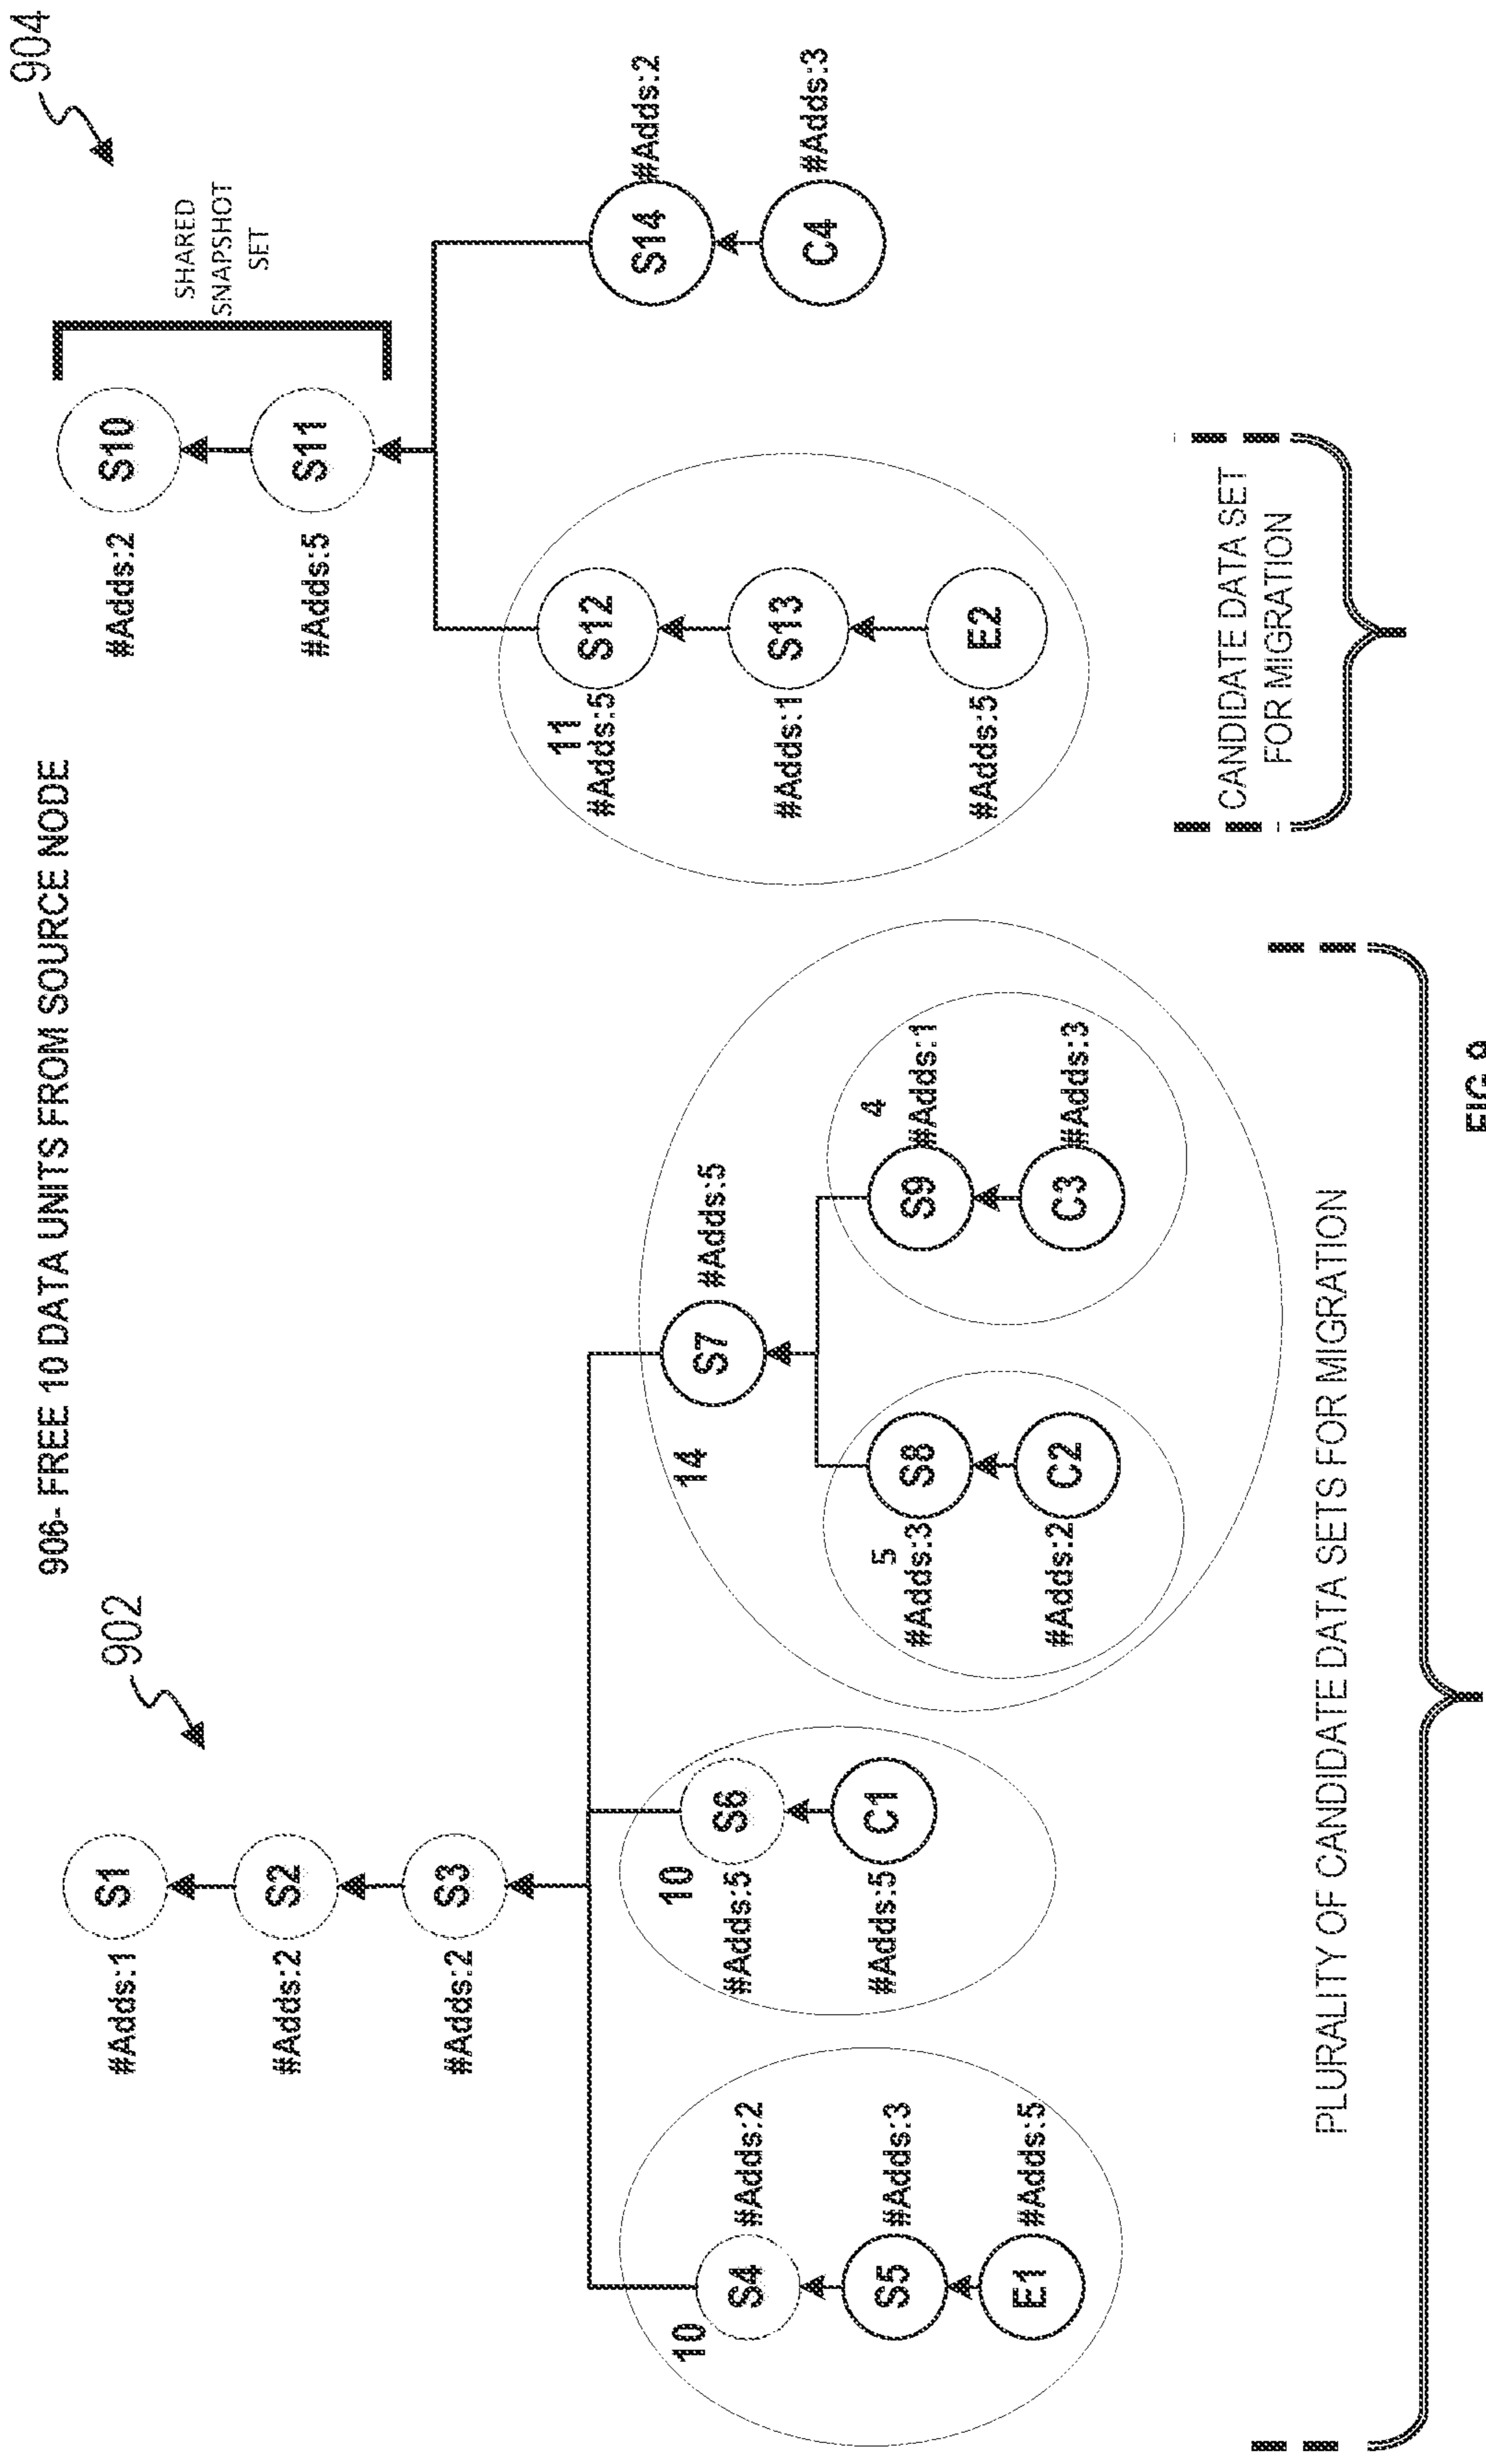 906- FREE 10 DATA UNITS FROM SOURCE NODE
902
S1
#Adds:1
S2
#Adds:2
S3
#Adds:2
10
S4
#Adds:2
S5
#Adds:3
E1
#Adds:5
10
S6
#Adds:5
C1
#Adds:5
14
S7
#Adds:5
5
S8
#Adds:3
C2
#Adds:2
4
S9
#Adds:1
C3
#Adds:3
PLURALITY OF CANDIDATE DATA SETS FOR MIGRATION
904
S10
#Adds:2
S11
#Adds:5
SHARED
SNAPSHOT
SET
11
S12
#Adds:5
S13
#Adds:1
E2
#Adds:5
S14
#Adds:2
C4
#Adds:3
CANDIDATE DATA SET
FOR MIGRATION
FIG 9